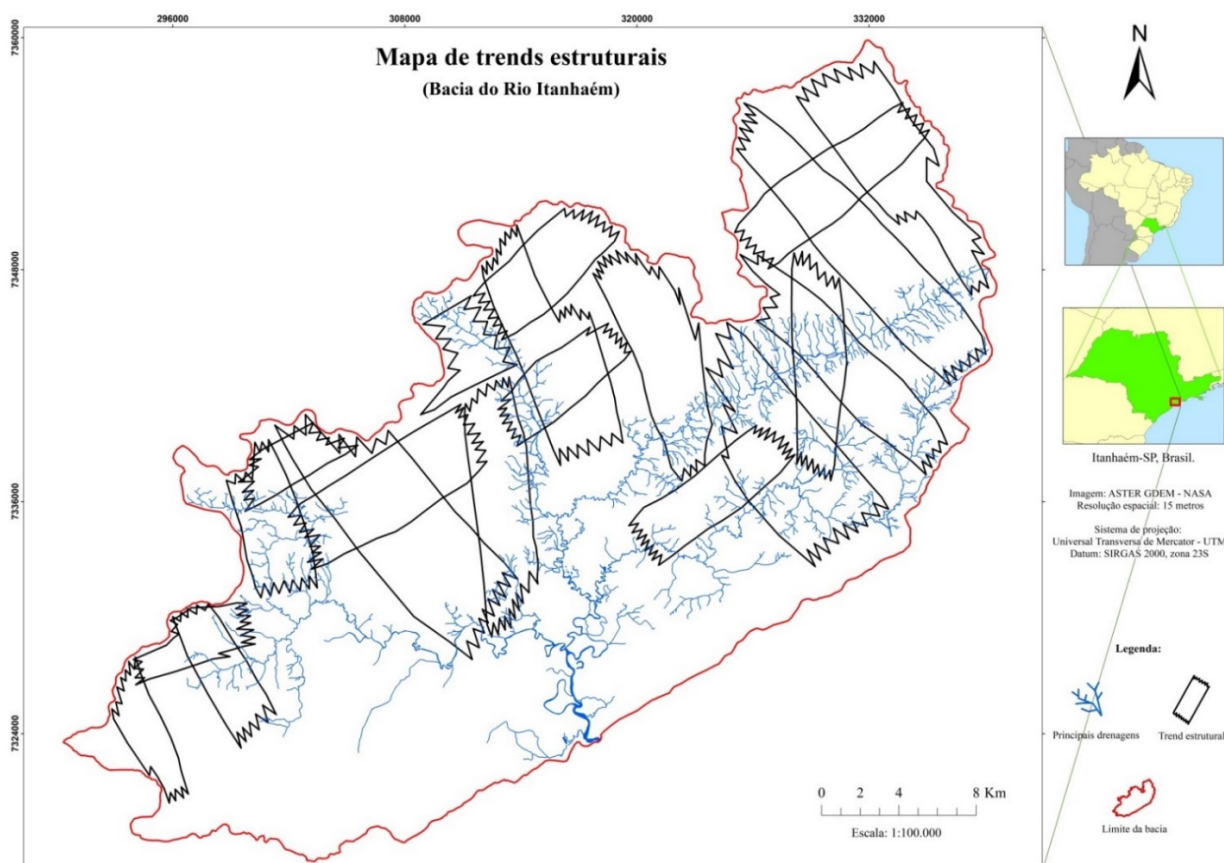 296000 308000 320000 332000
7360000
7348000
7336000
7324000
Mapa de trends estruturais
(Bacia do Rio Itanhaém)
0 2 4 8 Km
Escala: 1:100.000
N
Itanhaém-SP, Brasil.
Imagem: ASTER GDEM - NASA
Resolução espacial: 15 metros
Sistema de projeção:
Universal Transversa de Mercator - UTM
Datum: SIRGAS 2000, zona 23S
Legenda:
Principais drenagens
Trend estrutural
Limite da bacia